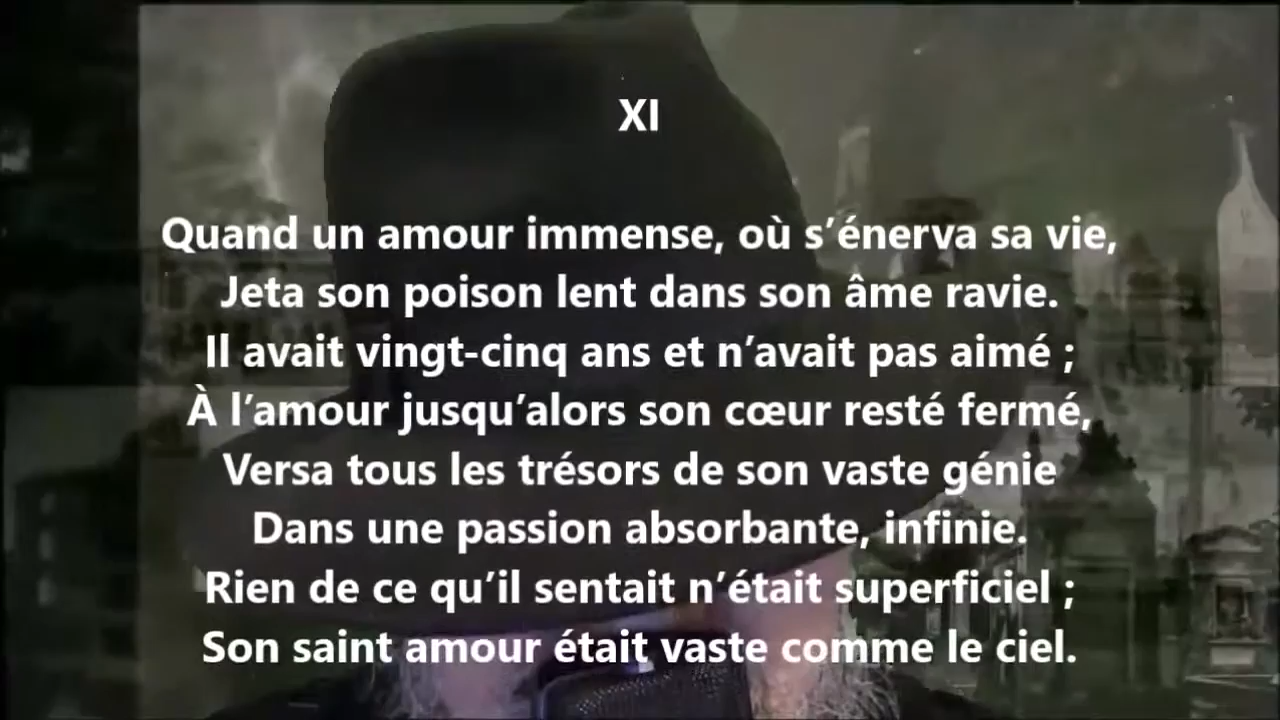 XI
Quand un amour immense, où s’énerva sa vie,
Jeta son poison lent dans son âme ravie.
Il avait vingt-cinq ans et n’avait pas aimé ;
À l’amour jusqu’alors son cœur resté fermé,
Versa tous les trésors de son vaste génie
Dans une passion absorbante, infinie.
Rien de ce qu’il sentait n’était superficiel ;
Son saint amour était vaste comme le ciel.